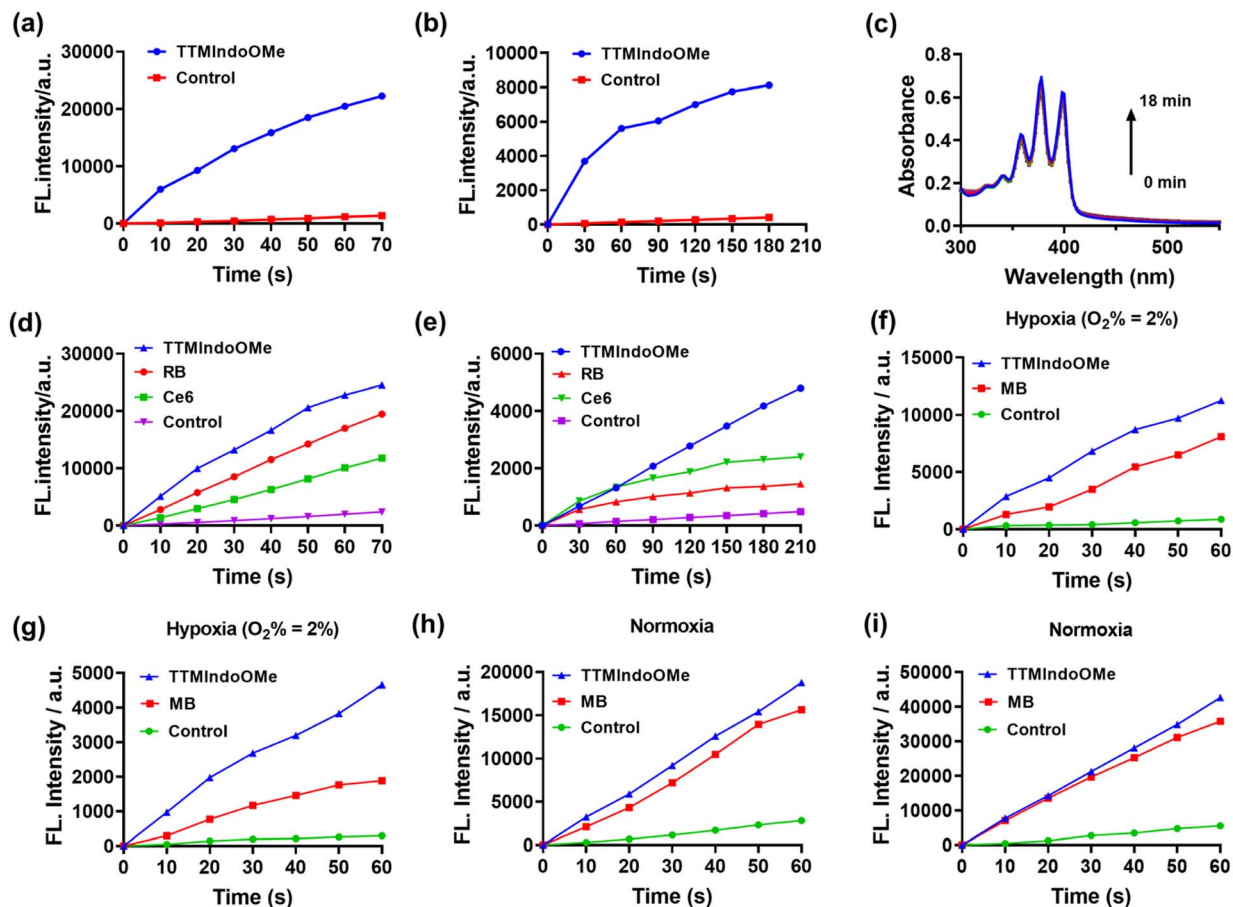 (a)
FL.intensity/a.u.
30000
20000
10000
0
TTMIndoOMe
Control
0 10 20 30 40 50 60 70
Time (s)
(b)
FL.intensity/a.u.
10000
8000
6000
4000
2000
0
TTMIndoOMe
Control
0 30 60 90 120 150 180 210
Time (s)
(c)
Absorbance
0.8
0.6
0.4
0.2
0.0
18 min
0 min
300 400 500
Wavelength (nm)
(d)
FL.intensity/a.u.
30000
20000
10000
0
TTMIndoOMe
RB
Ce6
Control
0 10 20 30 40 50 60 70
Time (s)
(e)
FL.intensity/a.u.
6000
4000
2000
0
TTMIndoOMe
RB
Ce6
Control
0 30 60 90 120 150 180 210
Time (s)
(f)
Hypoxia (O₂% = 2%)
FL. Intensity / a.u.
15000
10000
5000
0
TTMIndoOMe
MB
Control
0 10 20 30 40 50 60
Time (s)
(g)
Hypoxia (O₂% = 2%)
FL. Intensity / a.u.
5000
4000
3000
2000
1000
0
TTMIndoOMe
MB
Control
0 10 20 30 40 50 60
Time (s)
(h)
Normoxia
FL. Intensity / a.u.
20000
15000
10000
5000
0
TTMIndoOMe
MB
Control
0 10 20 30 40 50 60
Time (s)
(i)
Normoxia
FL. Intensity / a.u.
50000
40000
30000
20000
10000
0
TTMIndoOMe
MB
Control
0 10 20 30 40 50 60
Time (s)